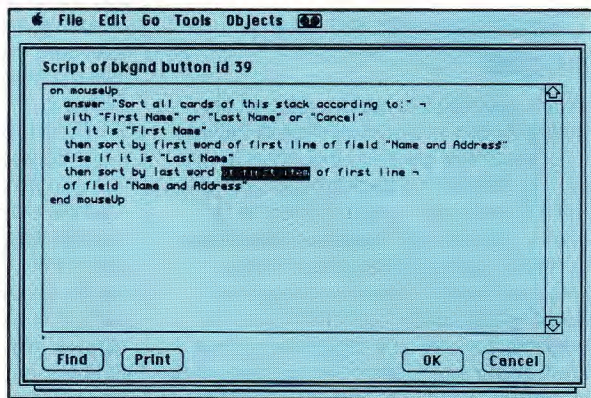 File Edit Go Tools Objects
Script of bkgnd button id 39
on mouseUp
answer "Sort all cards of this stack according to:" ¬
with "First Name" or "Last Name" or "Cancel"
if it is "First Name"
then sort by first word of first line of field "Name and Address"
else if it is "Last Name"
then sort by last word of first item of first line ¬
of field "Name and Address"
end mouseUp
Find Print OK Cancel